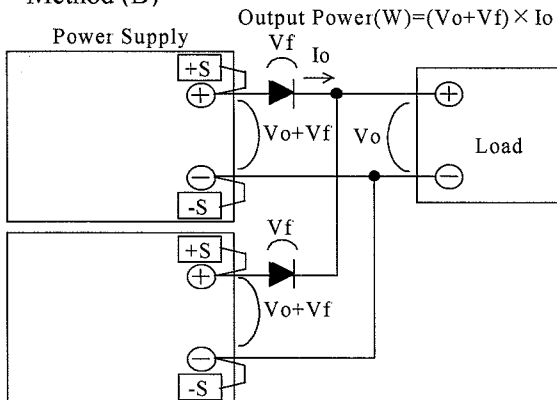 Method (B)
Output Power(W)=(Vo+Vf)×Io
Power Supply
Vf
Io
+S
+
+
Vo+Vf
Vo
Load
−
−
-S
Vf
+S
+
Vo+Vf
−
-S